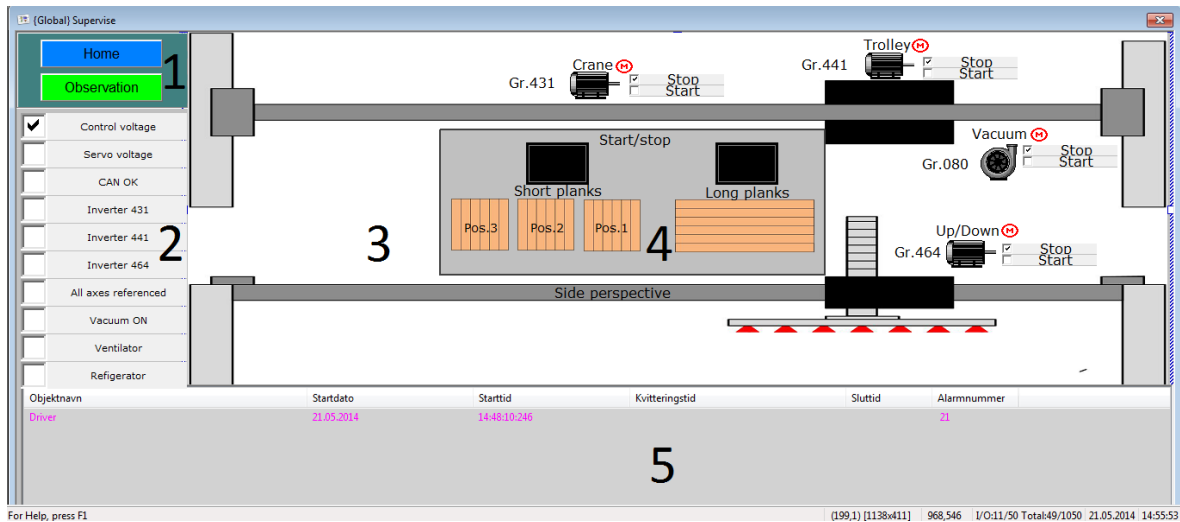 {Global} Supervise
Home
Observation
1
Control voltage
Servo voltage
CAN OK
Inverter 431
Inverter 441
Inverter 464
All axes referenced
Vacuum ON
Ventilator
Refigerator
2
Crane M
Gr.431
Stop
Start
Trolley M
Gr.441
Stop
Start
Vacuum M
Gr.080
Stop
Start
Start/stop
Short planks
Long planks
Pos.3
Pos.2
Pos.1
3
4
Up/Down M
Gr.464
Stop
Start
Side perspective
Objektnavn Startdato Starttid Kvitteringstid Sluttid Alarmnummer
Driver 21.05.2014 14:48:10:246 21
5
For Help, press F1 (199,1) [1138x411] 968,546 I/O:11/50 Total:49/1050 21.05.2014 14:55:53